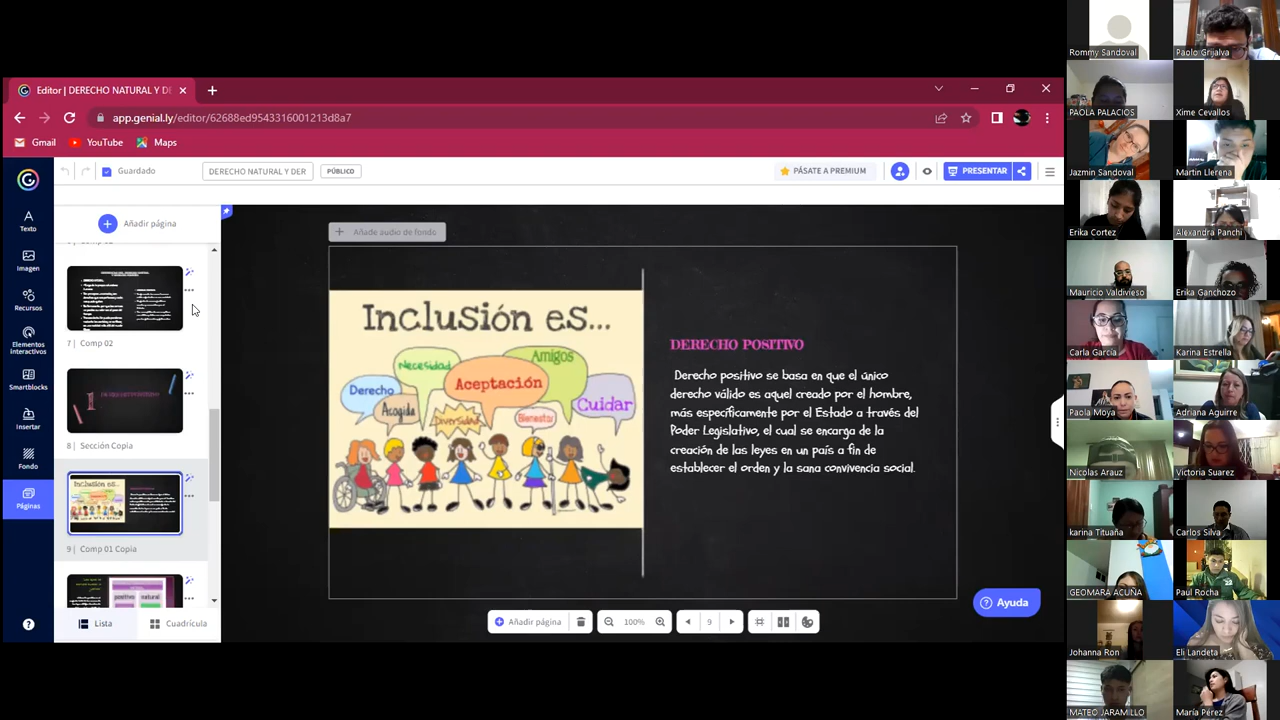 Editor | DERECHO NATURAL Y DE
app.genial.ly/editor/62688ed9543316001213d8a7
Gmail
YouTube
Maps
Guardado
DERECHO NATURAL Y DER
PÚBLICO
PÁSATE A PREMIUM
PRESENTAR
Texto
Imagen
Recursos
Elementos
interactivos
Smartblocks
Insertar
Fondo
Páginas
Añadir página
7 | Comp 02
8 | Sección Copia
9 | Comp 01 Copia
positivo
natural
Lista
Cuadrícula
Añade audio de fondo
Inclusión es...
Necesidad
Amigos
Derecho
Aceptación
Acogida
Diversidad
Bienestar
Cuidar
DERECHO POSITIVO
Derecho positivo se basa en que el único
derecho válido es aquel creado por el hombre,
más específicamente por el Estado a través del
Poder Legislativo, el cual se encarga de la
creación de las leyes en un país a fin de
establecer el orden y la sana convivencia social.
Ayuda
Añadir página
100%
9
Rommy Sandoval
Paolo Grijalva
PAOLA PALACIOS
Xime Cevallos
Jazmin Sandoval
Martin Llerena
Erika Cortez
Alexandra Panchi
Mauricio Valdivieso
Erika Ganchozo
Carla García
Karina Estrella
Paola Moya
Adriana Aguirre
Nicolas Arauz
Victoria Suarez
karina Tituaña
Carlos Silva
GEOMARA ACUÑA
Paul Rocha
Johanna Ron
Eli Landeta
MATEO JARAMILLO
María Pérez